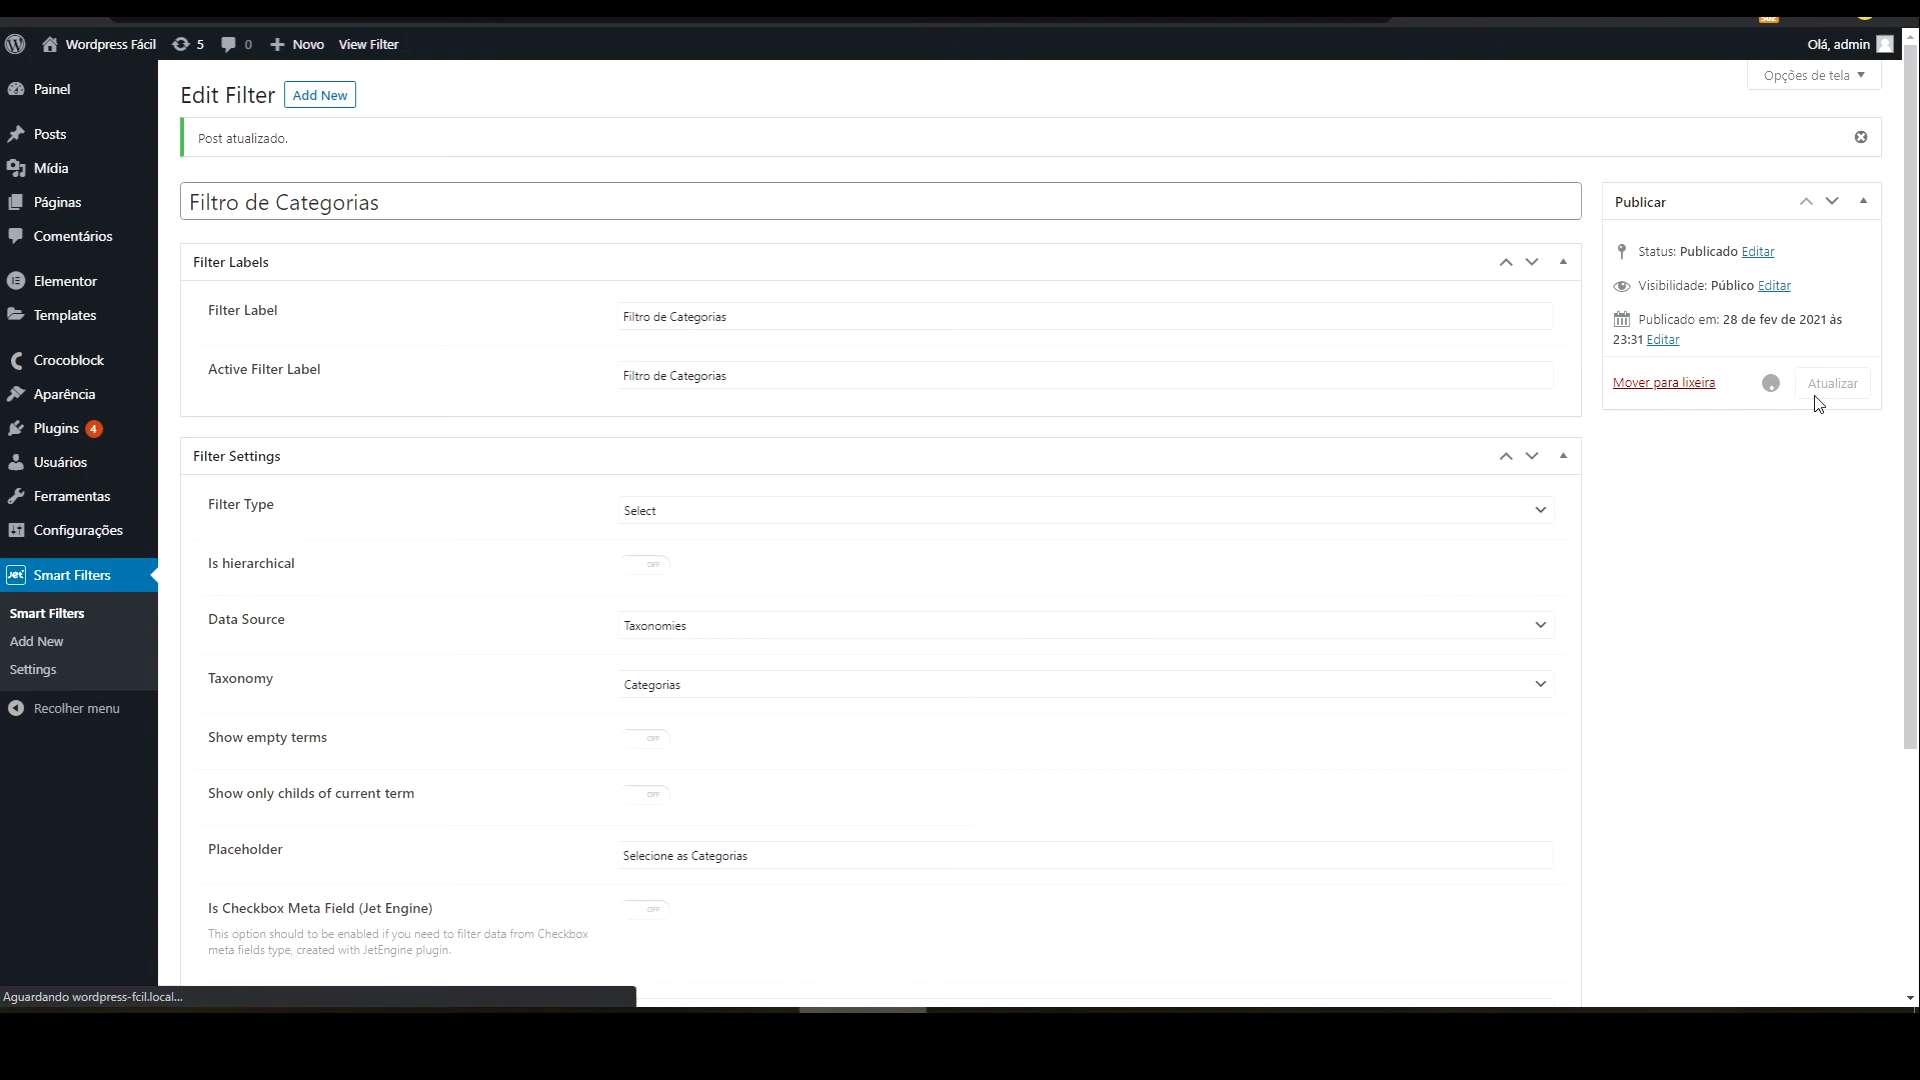 Wordpress Fácil
5
0
Novo
View Filter
Olá, admin
Opções de tela
Painel
Posts
Mídia
Páginas
Comentários
Elementor
Templates
Crocoblock
Aparência
Plugins 4
Usuários
Ferramentas
Configurações
Smart Filters
Smart Filters
Add New
Settings
Recolher menu
Edit Filter
Add New
Post atualizado.
Filtro de Categorias
Filter Labels
Filter Label
Filtro de Categorias
Active Filter Label
Filtro de Categorias
Filter Settings
Filter Type
Select
Is hierarchical
OFF
Data Source
Taxonomies
Taxonomy
Categorias
Show empty terms
OFF
Show only childs of current term
OFF
Placeholder
Selecione as Categorias
Is Checkbox Meta Field (Jet Engine)
OFF
This option should to be enabled if you need to filter data from Checkbox
meta fields type, created with JetEngine plugin.
Publicar
Status: Publicado Editar
Visibilidade: Público Editar
Publicado em: 28 de fev de 2021 às
23:31 Editar
Mover para lixeira
Atualizar
Aguardando wordpress-fcil.local...